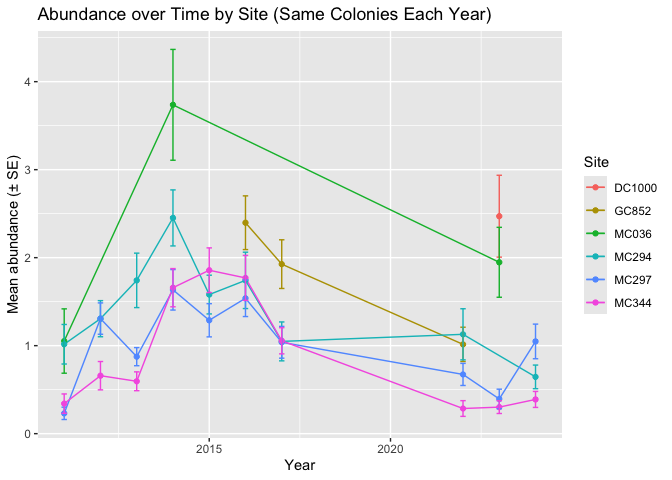 Abundance over Time by Site (Same Colonies Each Year)
Mean abundance (± SE)
4
3
2
1
0
2015
2020
Year
Site
DC1000
GC852
MC036
MC294
MC297
MC344